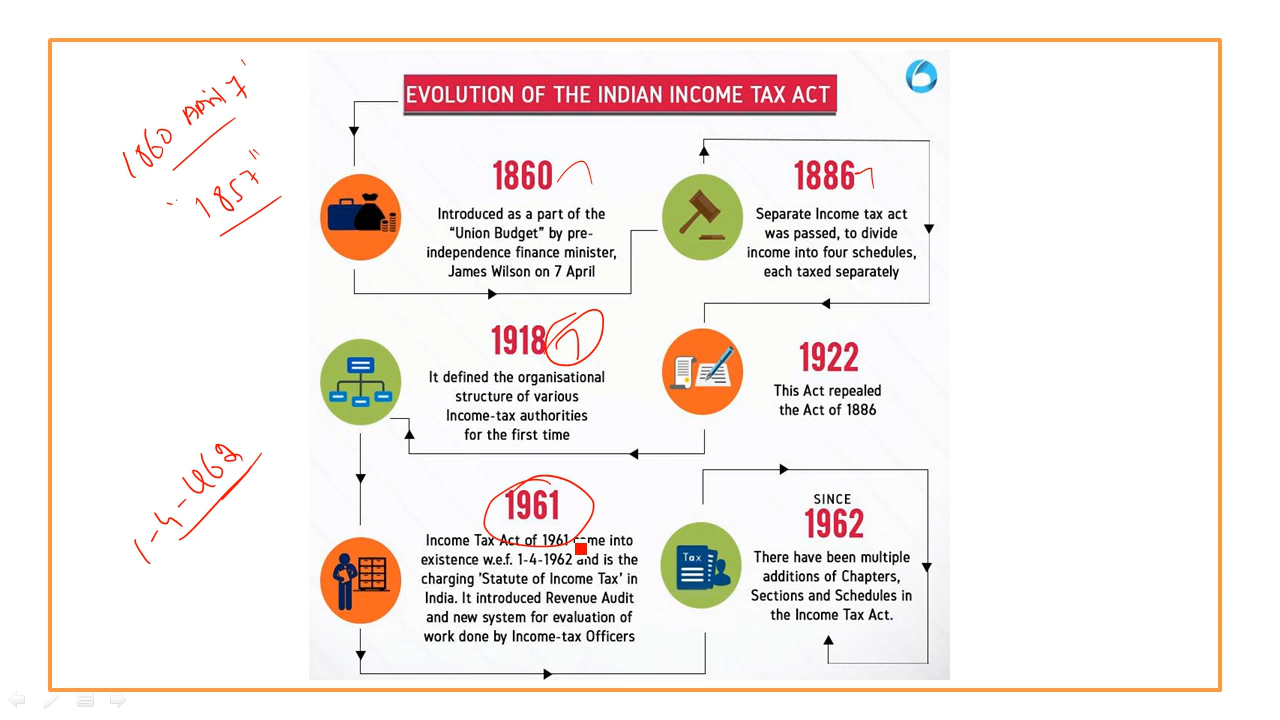 EVOLUTION OF THE INDIAN INCOME TAX ACT
1860 April 7
"1857"
1860
Introduced as a part of the
“Union Budget” by pre-
independence finance minister,
James Wilson on 7 April
1886
Separate Income tax act
was passed, to divide
income into four schedules,
each taxed separately
1918
It defined the organisational
structure of various
Income-tax authorities
for the first time
1922
This Act repealed
the Act of 1886
1-4-
1961
Income Tax Act of 1961 came into
existence w.e.f. 1-4-1962 and is the
charging 'Statute of Income Tax' in
India. It introduced Revenue Audit
and new system for evaluation of
work done by Income-tax Officers
Tax
SINCE
1962
There have been multiple
additions of Chapters,
Sections and Schedules in
the Income Tax Act.